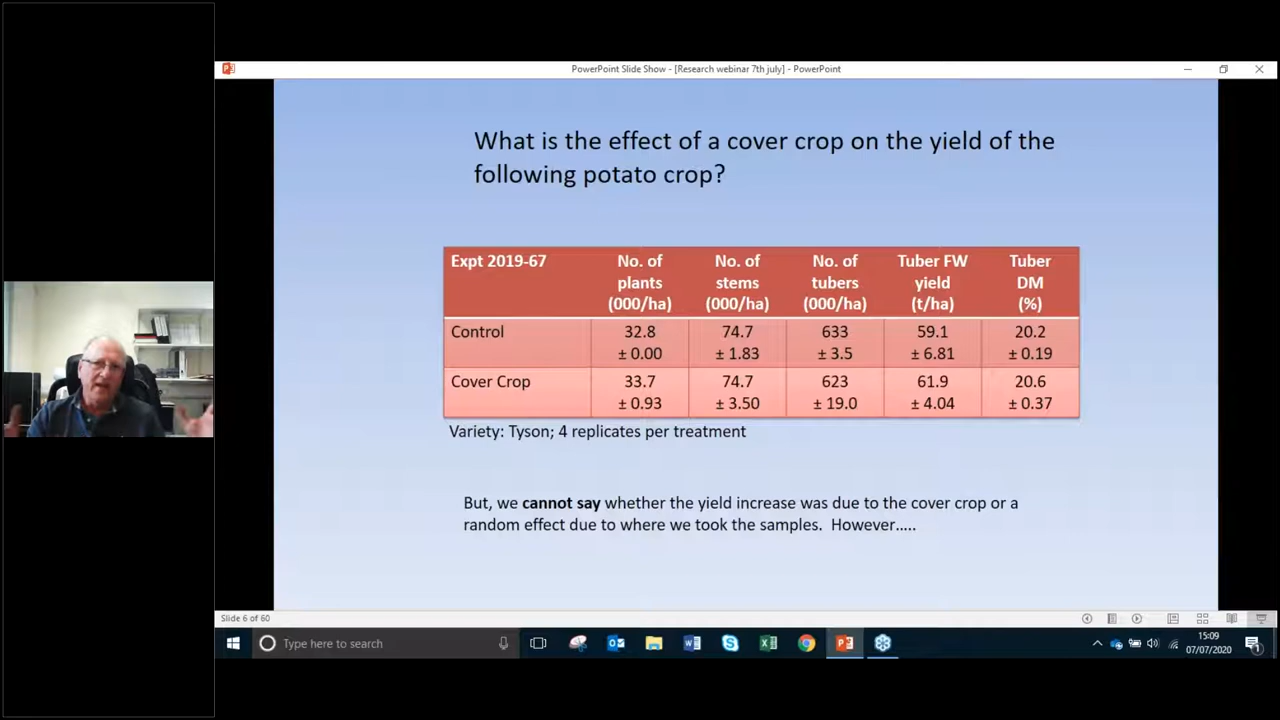 PowerPoint Slide Show - [Research webinar 7th july] - PowerPoint
What is the effect of a cover crop on the yield of the
following potato crop?
Expt 2019-67 No. of plants (000/ha) No. of stems (000/ha) No. of tubers (000/ha) Tuber FW yield (t/ha) Tuber DM (%)
Control 32.8 ± 0.00 74.7 ± 1.83 633 ± 3.5 59.1 ± 6.81 20.2 ± 0.19
Cover Crop 33.7 ± 0.93 74.7 ± 3.50 623 ± 19.0 61.9 ± 4.04 20.6 ± 0.37
Variety: Tyson; 4 replicates per treatment
But, we cannot say whether the yield increase was due to the cover crop or a
random effect due to where we took the samples. However.....
Slide 6 of 60
Type here to search
15:09
07/07/2020